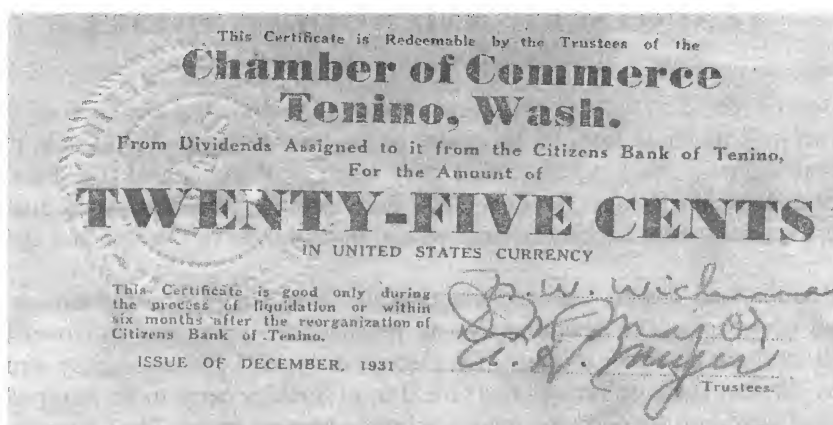 This Certificate is Redeemable by the Trustees of the
Chamber of Commerce
Tenino, Wash.
From Dividends Assigned to it from the Citizens Bank of Tenino,
For the Amount of
TWENTY-FIVE CENTS
IN UNITED STATES CURRENCY
This Certificate is good only during
the process of liquidation or within
six months after the reorganization of
Citizens Bank of Tenino.
ISSUE OF DECEMBER, 1931
W. Wichman
Major
A. H. Meyer
Trustees.